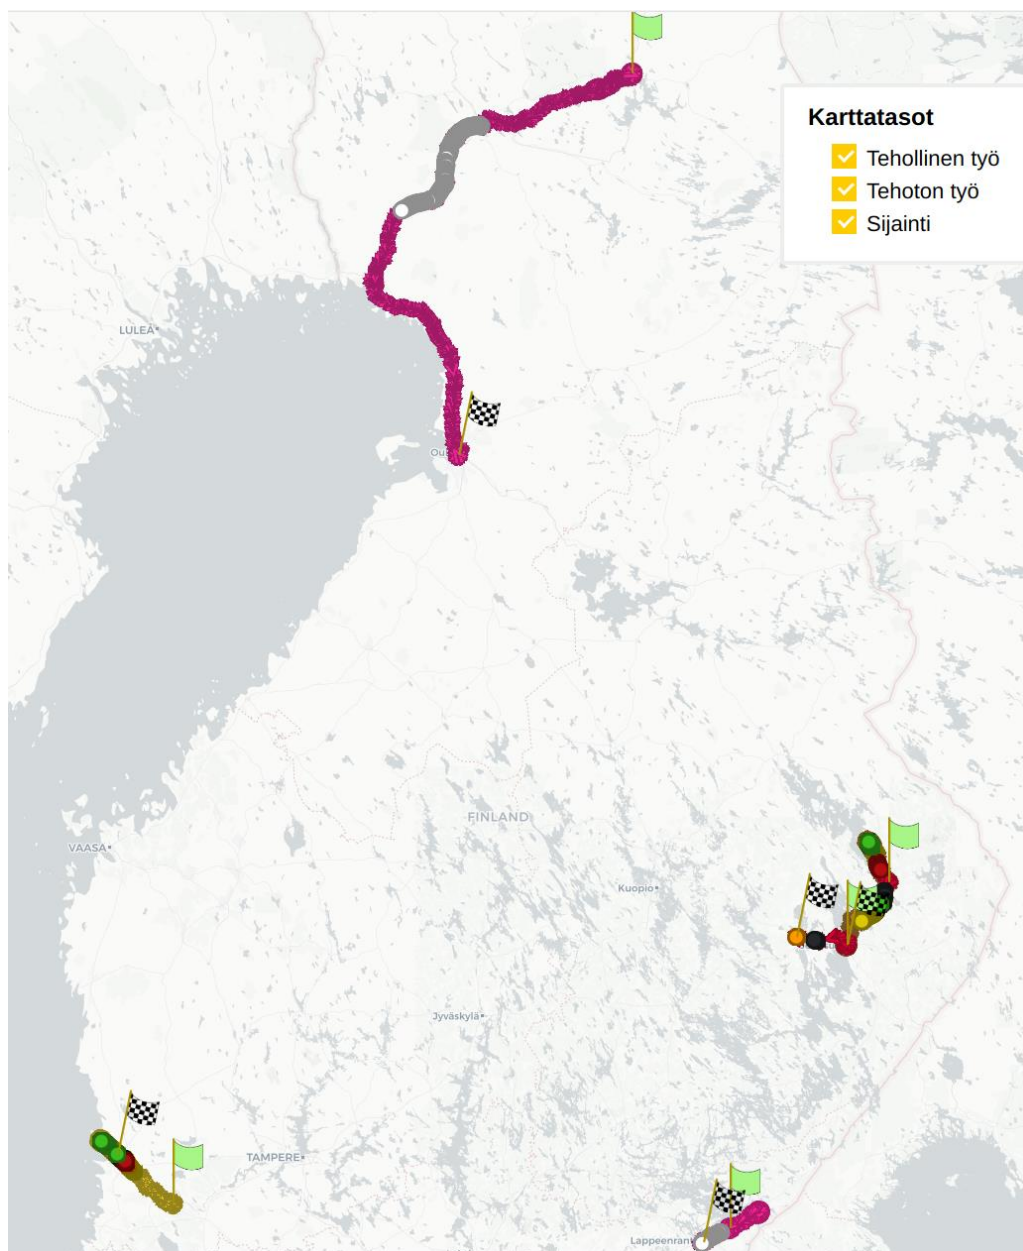 Karttatasot
Tehollinen työ
Tehoton työ
Sijainti
LULEÅ
FINLAND
VAASA
Kuopio
Jyväskylä
TAMPERE